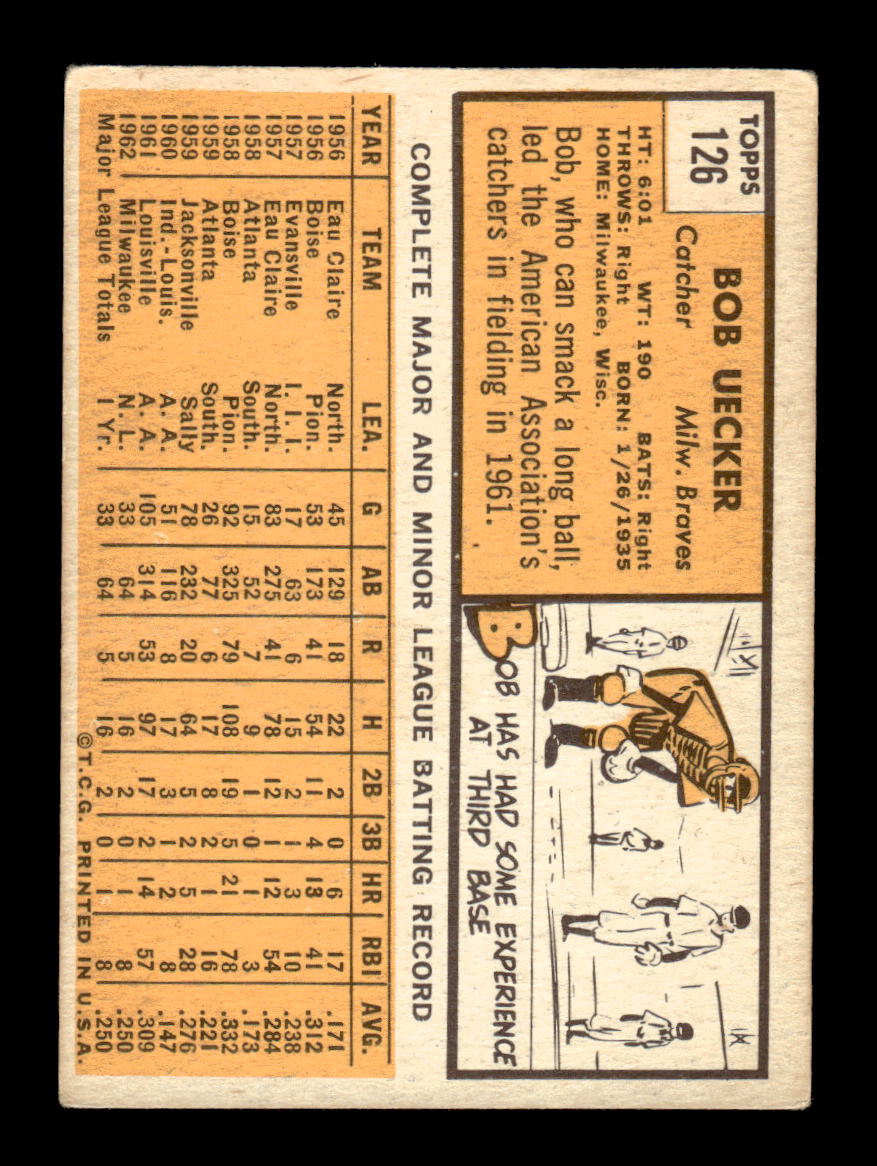 TOPPS
126
BOB UECKER
Catcher Milw. Braves
HT: 6:01 WT: 190 BATS: Right
THROWS: Right BORN: 1/26/1935
HOME: Milwaukee, Wisc.
Bob, who can smack a long ball,
led the American Association's
catchers in fielding in 1961.
BOB HAS HAD SOME EXPERIENCE
AT THIRD BASE
COMPLETE MAJOR AND MINOR LEAGUE BATTING RECORD
YEAR TEAM LEA. G AB R H 2B 3B HR RBI AVG.
1956 Eau Claire North. 45 129 18 22 2 0 6 17 .171
1956 Boise Pion. 53 173 41 54 11 4 13 41 .312
1957 Evansville I. I. I. 17 63 6 15 2 1 3 10 .238
1957 Eau Claire North. 83 275 41 78 12 1 12 54 .284
1958 Atlanta South. 15 52 7 9 1 0 1 3 .173
1958 Boise Pion. 92 325 79 108 19 5 21 78 .332
1959 Atlanta South. 26 77 6 17 8 2 1 16 .221
1959 Jacksonville Sally 78 232 20 64 5 2 5 28 .276
1960 Ind.-Louis. A. A. 51 116 8 17 3 1 2 8 .147
1961 Louisville A. A. 105 314 53 97 17 2 14 57 .309
1962 Milwaukee N. L. 33 64 5 16 2 0 1 8 .250
Major League Totals 1 Yr. 33 64 5 16 2 0 1 8 .250
©T.C.G. PRINTED IN U.S.A.